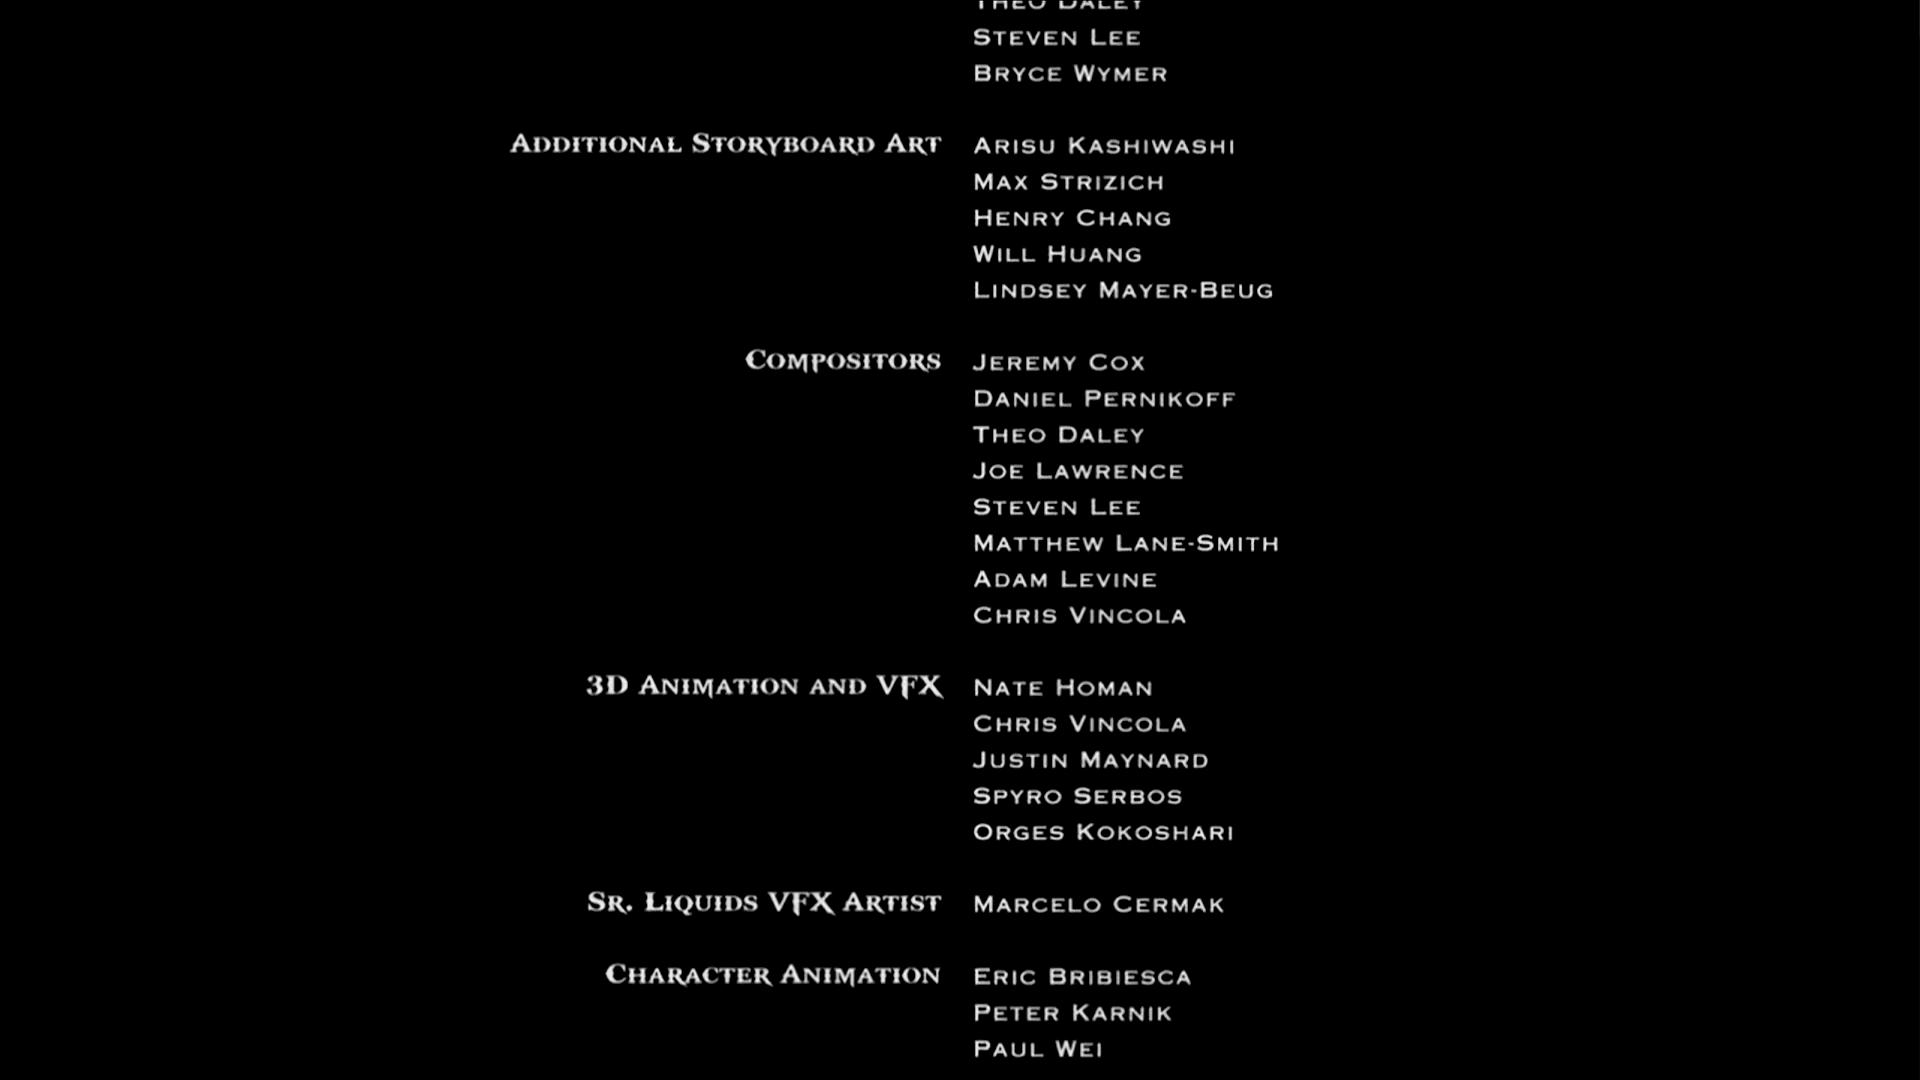 Theo Daley
Steven Lee
Bryce Wymer
Additional Storyboard Art Arisu Kashiwashi
Max Strizich
Henry Chang
Will Huang
Lindsey Mayer-Beug
Compositors Jeremy Cox
Daniel Pernikoff
Theo Daley
Joe Lawrence
Steven Lee
Matthew Lane-Smith
Adam Levine
Chris Vincola
3D Animation and VFX Nate Homan
Chris Vincola
Justin Maynard
Spyro Serbos
Orges Kokoshari
Sr. Liquids VFX Artist Marcelo Cermak
Character Animation Eric Bribiesca
Peter Karnik
Paul Wei